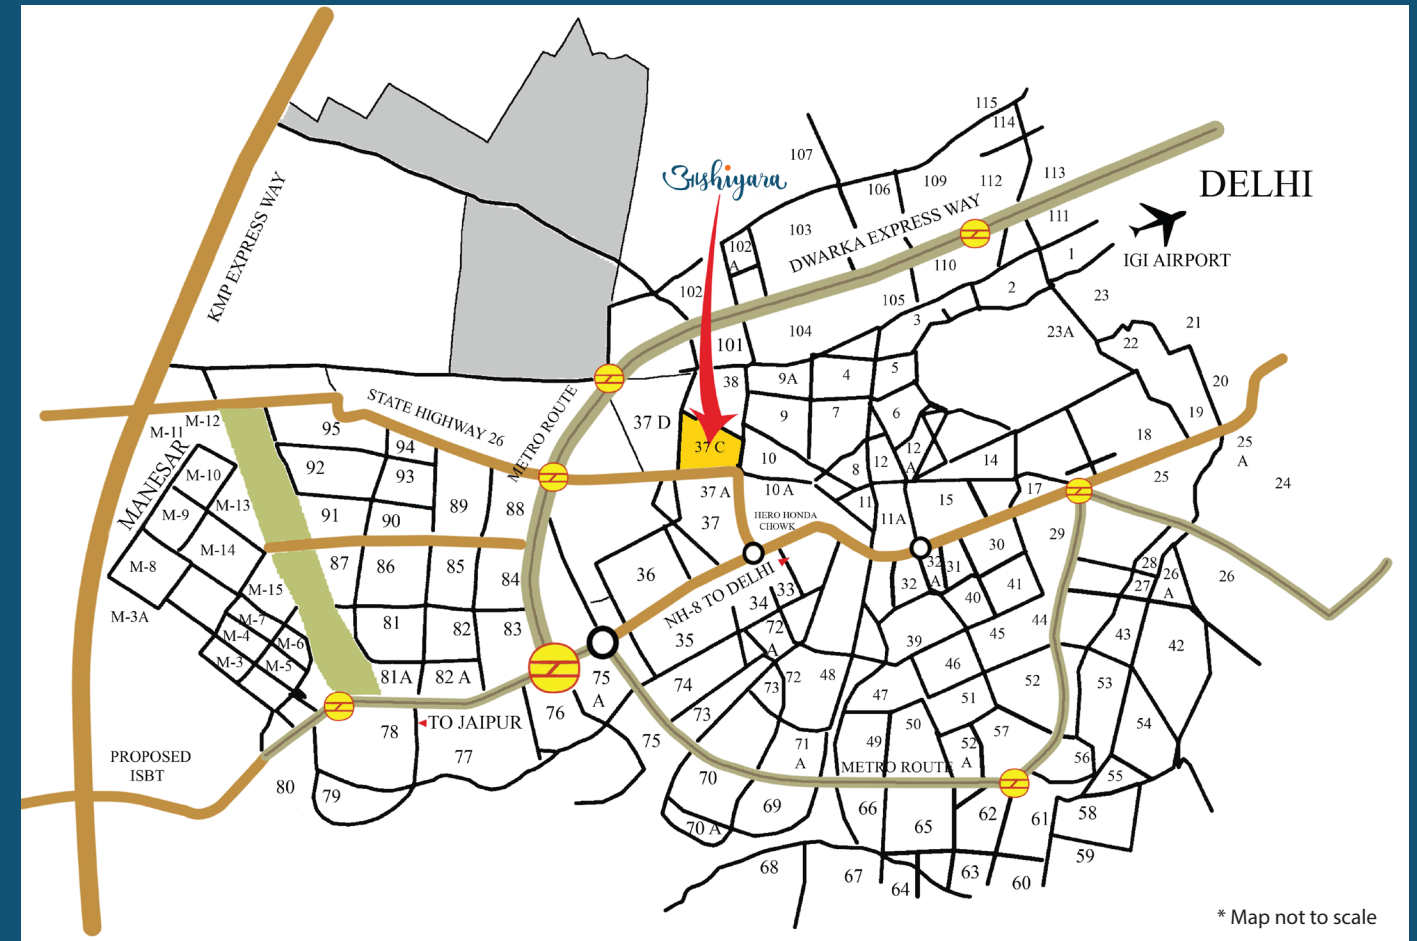 115
114
107
113
106
109
112
DELHI
Aashiyara
111
103
DWARKA EXPRESS WAY
102
A
KMP EXPRESS WAY
1
IGI AIRPORT
110
102
2
23
105
3
21
104
23A
101
22
38
9A
4
5
20
STATE HIGHWAY 26
METRO ROUTE
37 D
9
7
6
19
M-12
M-11
95
18
25
A
94
37 C
10
8
12
12
A
14
MANESAR
M-10
92
93
25
24
M-13
89
88
37 A
10 A
11
15
17
M-9
91
90
37
HERO HONDA
CHOWK
11A
29
M-14
30
M-8
87
86
85
84
36
NH-8 TO DELHI
33
32
A
31
32
41
28
27
26
A
26
M-15
40
34
M-3A
M-7
M-4
M-6
81
82
83
35
72
A
39
45
44
43
42
M-3
M-5
81A
82 A
75
A
74
73
72
48
46
52
53
47
51
76
73
78
TO JAIPUR
50
57
54
77
75
71
A
49
52
A
PROPOSED
ISBT
METRO ROUTE
56
55
80
79
70
69
66
62
61
58
70 A
65
59
68
67
64
63
60
* Map not to scale